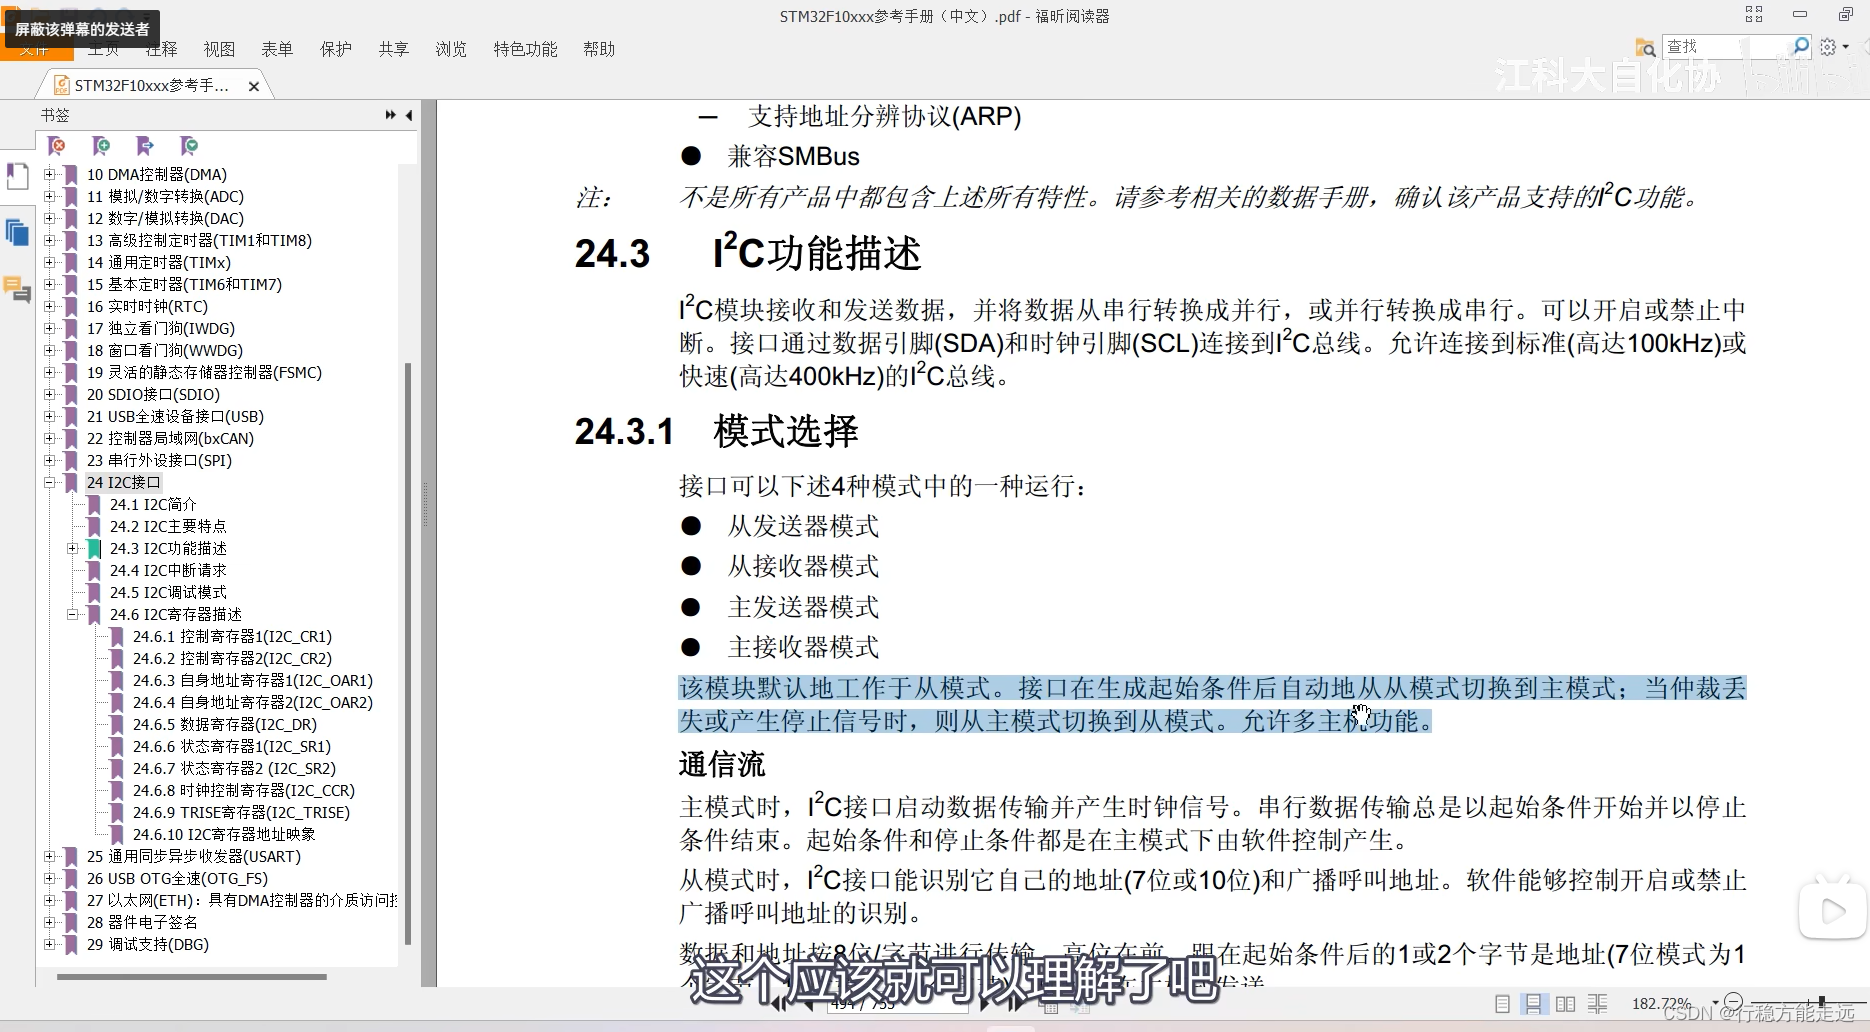 屏蔽该弹幕的发送者
STM32F10xxx参考手册（中文）.pdf - 福昕阅读器
文件 主页 注释 视图 表单 保护 共享 浏览 特色功能 帮助
查找
江科大自化协
STM32F10xxx参考手...
书签
10 DMA控制器(DMA)
11 模拟/数字转换(ADC)
12 数字/模拟转换(DAC)
13 高级控制定时器(TIM1和TIM8)
14 通用定时器(TIMx)
15 基本定时器(TIM6和TIM7)
16 实时时钟(RTC)
17 独立看门狗(IWDG)
18 窗口看门狗(WWDG)
19 灵活的静态存储器控制器(FSMC)
20 SDIO接口(SDIO)
21 USB全速设备接口(USB)
22 控制器局域网(bxCAN)
23 串行外设接口(SPI)
24 I2C接口
24.1 I2C简介
24.2 I2C主要特点
24.3 I2C功能描述
24.4 I2C中断请求
24.5 I2C调试模式
24.6 I2C寄存器描述
24.6.1 控制寄存器1(I2C_CR1)
24.6.2 控制寄存器2(I2C_CR2)
24.6.3 自身地址寄存器1(I2C_OAR1)
24.6.4 自身地址寄存器2(I2C_OAR2)
24.6.5 数据寄存器(I2C_DR)
24.6.6 状态寄存器1(I2C_SR1)
24.6.7 状态寄存器2 (I2C_SR2)
24.6.8 时钟控制寄存器(I2C_CCR)
24.6.9 TRISE寄存器(I2C_TRISE)
24.6.10 I2C寄存器地址映象
25 通用同步异步收发器(USART)
26 USB OTG全速(OTG_FS)
27 以太网(ETH)：具有DMA控制器的介质访问控
28 器件电子签名
29 调试支持(DBG)
— 支持地址分辨协议(ARP)
● 兼容SMBus
注： 不是所有产品中都包含上述所有特性。请参考相关的数据手册，确认该产品支持的I²C功能。
24.3 I²C功能描述
I²C模块接收和发送数据，并将数据从串行转换成并行，或并行转换成串行。可以开启或禁止中
断。接口通过数据引脚(SDA)和时钟引脚(SCL)连接到I²C总线。允许连接到标准(高达100kHz)或
快速(高达400kHz)的I²C总线。
24.3.1 模式选择
接口可以下述4种模式中的一种运行：
● 从发送器模式
● 从接收器模式
● 主发送器模式
● 主接收器模式
该模块默认地工作于从模式。接口在生成起始条件后自动地从从模式切换到主模式；当仲裁丢
失或产生停止信号时，则从主模式切换到从模式。允许多主机功能。
通信流
主模式时，I²C接口启动数据传输并产生时钟信号。串行数据传输总是以起始条件开始并以停止
条件结束。起始条件和停止条件都是在主模式下由软件控制产生。
从模式时，I²C接口能识别它自己的地址(7位或10位)和广播呼叫地址。软件能够控制开启或禁止
广播呼叫地址的识别。
数据和地址按8位/字节进行传输，高位在前。跟在起始条件后的1或2个字节是地址(7位模式为1
这个应该就可以理解了吧
494 / 755
182.72%
CSDN @行稳方能走远